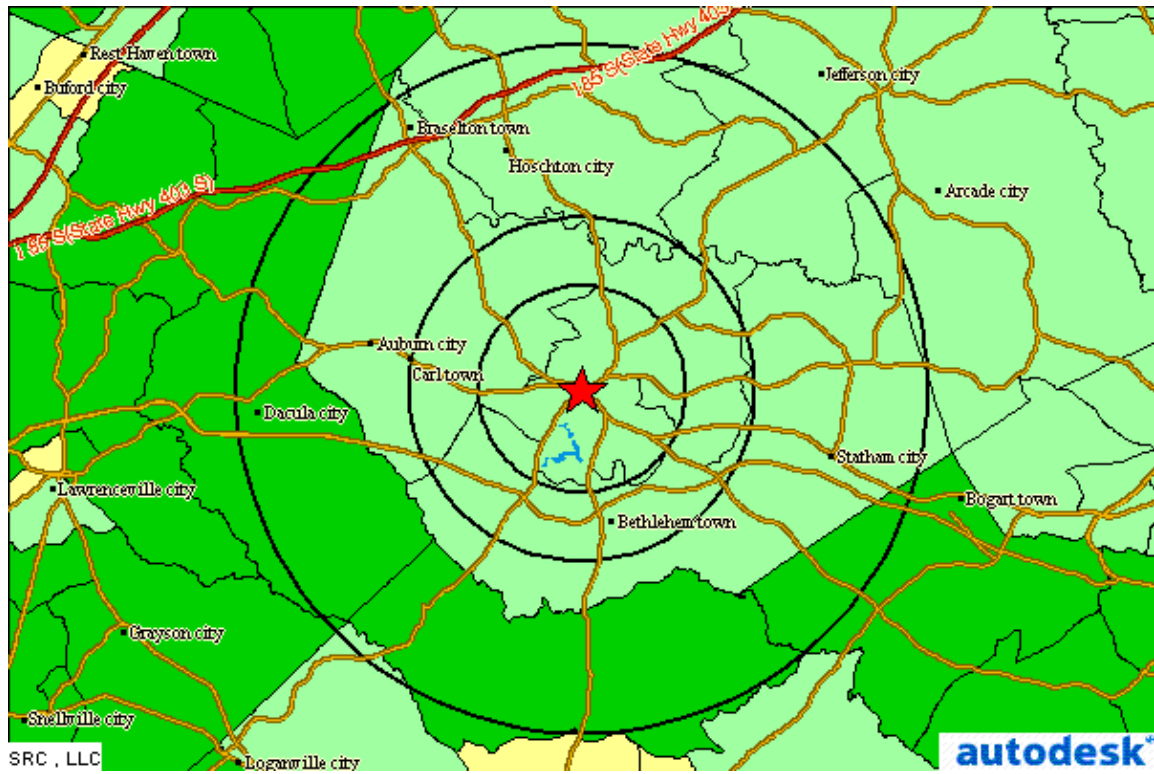 Rest Haven town
Buford city
I 85 S(State Hwy 403
Jefferson city
Braselton town
Hoschton city
Arcade city
I 85 S(State Hwy 403 S)
Auburn city
Carl town
Dacula city
Statham city
Lawrenceville city
Bogart town
Bethlehem town
Grayson city
Snellville city
Loganville city
SRC , LLC
autodesk